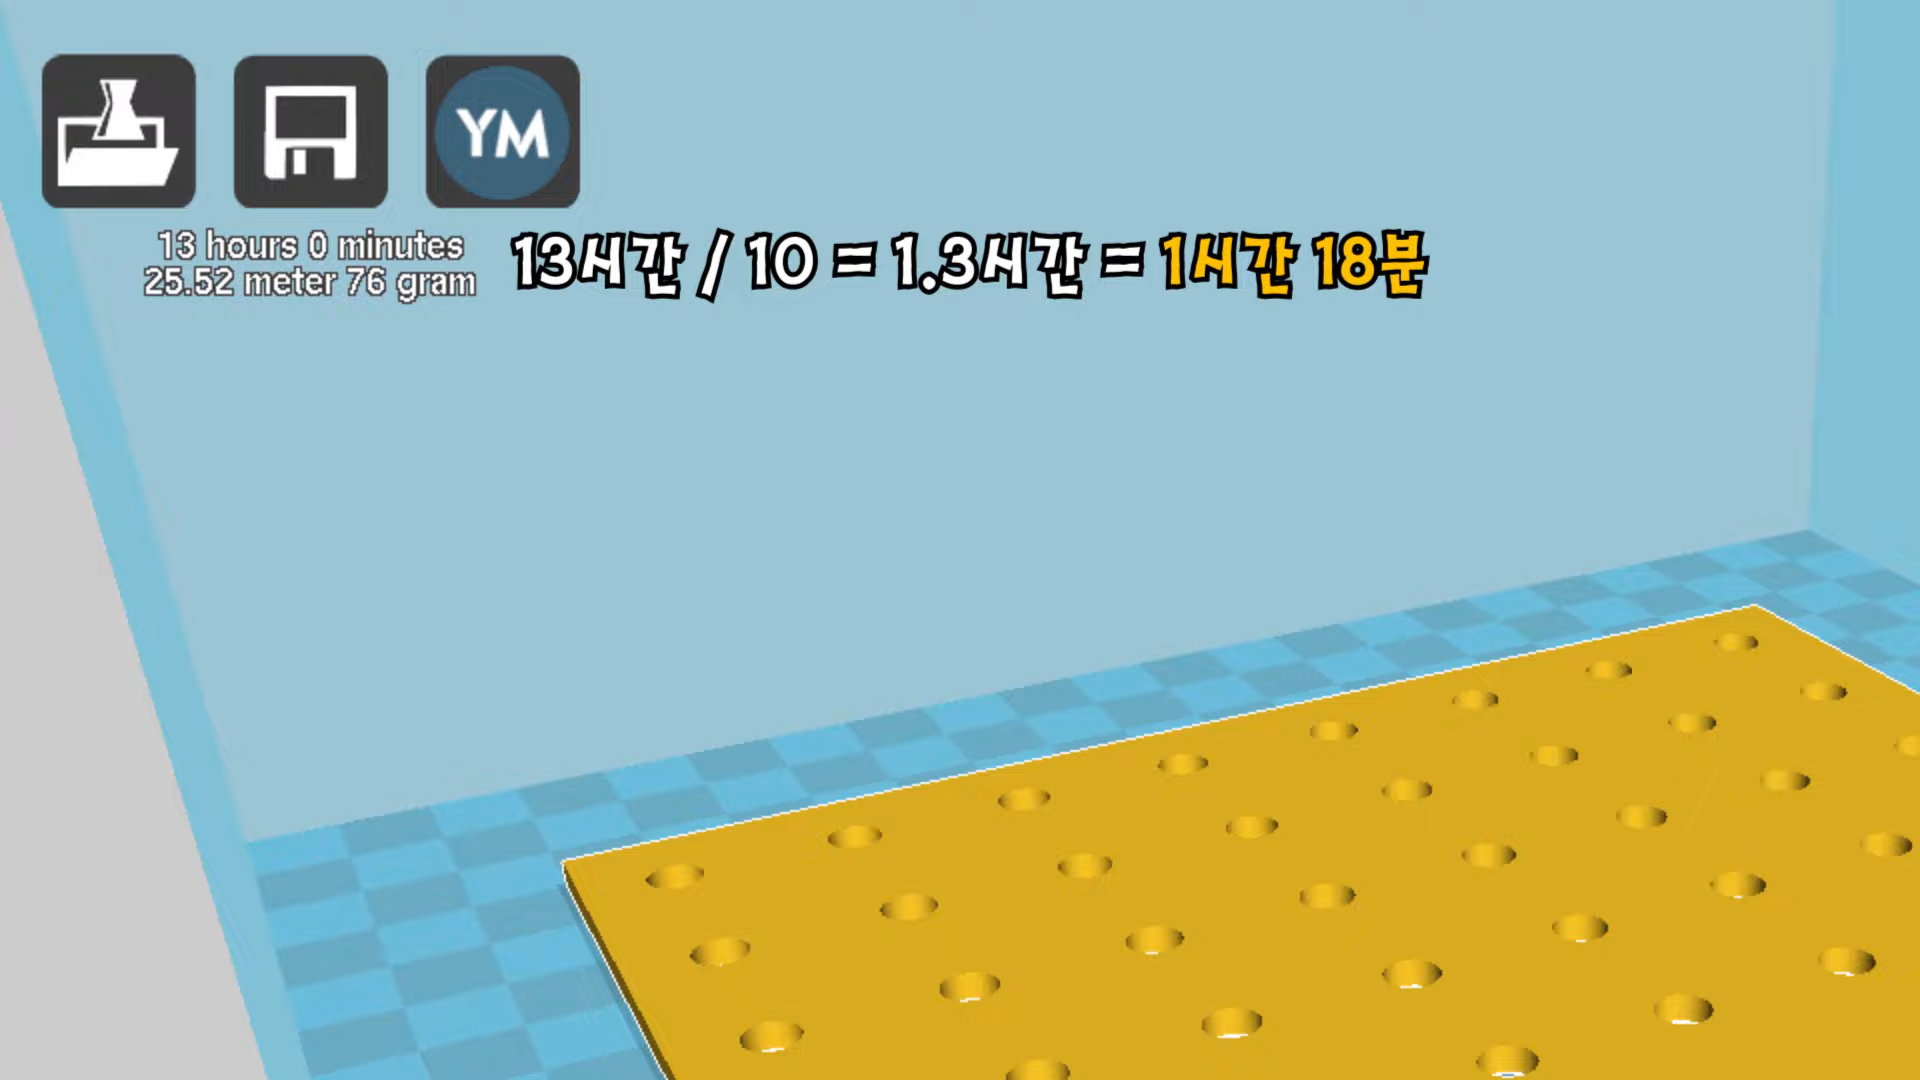 YM
13 hours 0 minutes
25.52 meter 76 gram
13시간 / 10 = 1.3시간 = 1시간 18분